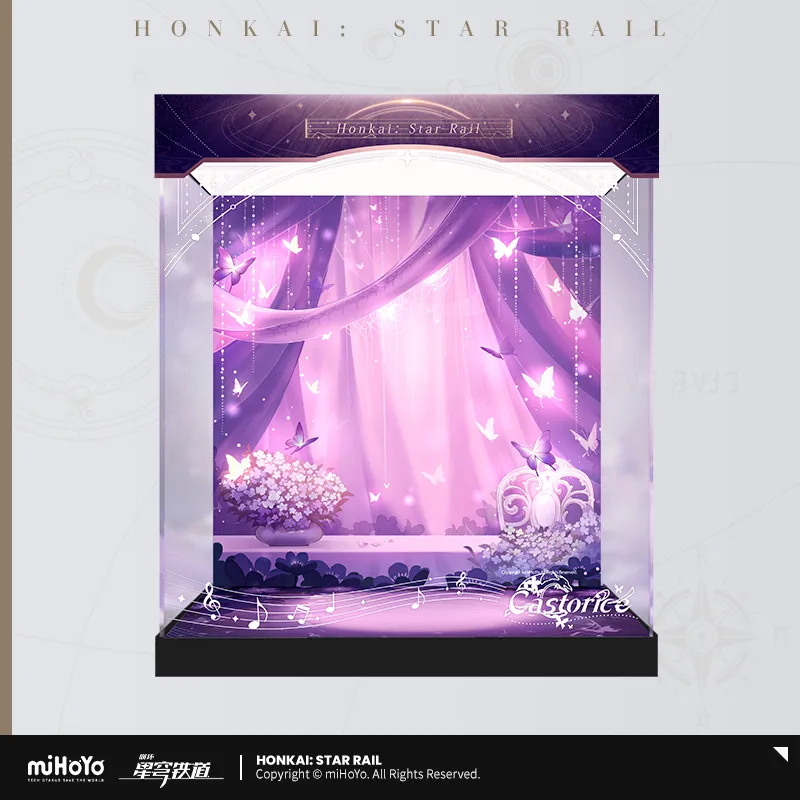 HONKAI: STAR RAIL
Honkai: Star Rail
Castorice
miHoYo
TECH OTAKUS SAVE THE WORLD
崩坏
星穹铁道
HONKAI: STAR RAIL
Copyright © miHoYo. All Rights Reserved.